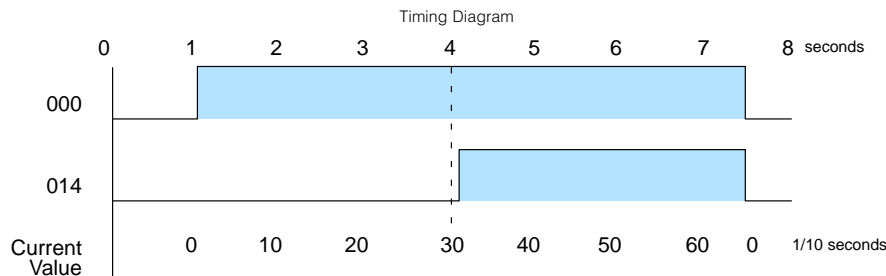 Timing Diagram
0 1 2 3 4 5 6 7 8 seconds
000
014
Current 0 10 20 30 40 50 60 0 1/10 seconds
Value